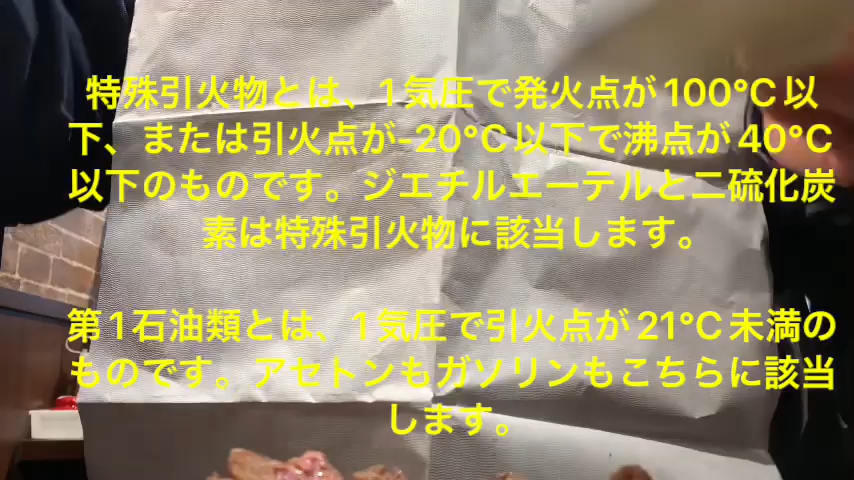 特殊引火物とは、1気圧で発火点が100℃以
下、または引火点が-20℃以下で沸点が40℃
以下のものです。ジエチルエーテルと二硫化炭
素は特殊引火物に該当します。
第1石油類とは、1気圧で引火点が21℃未満の
ものです。アセトンもガソリンもこちらに該当
します。